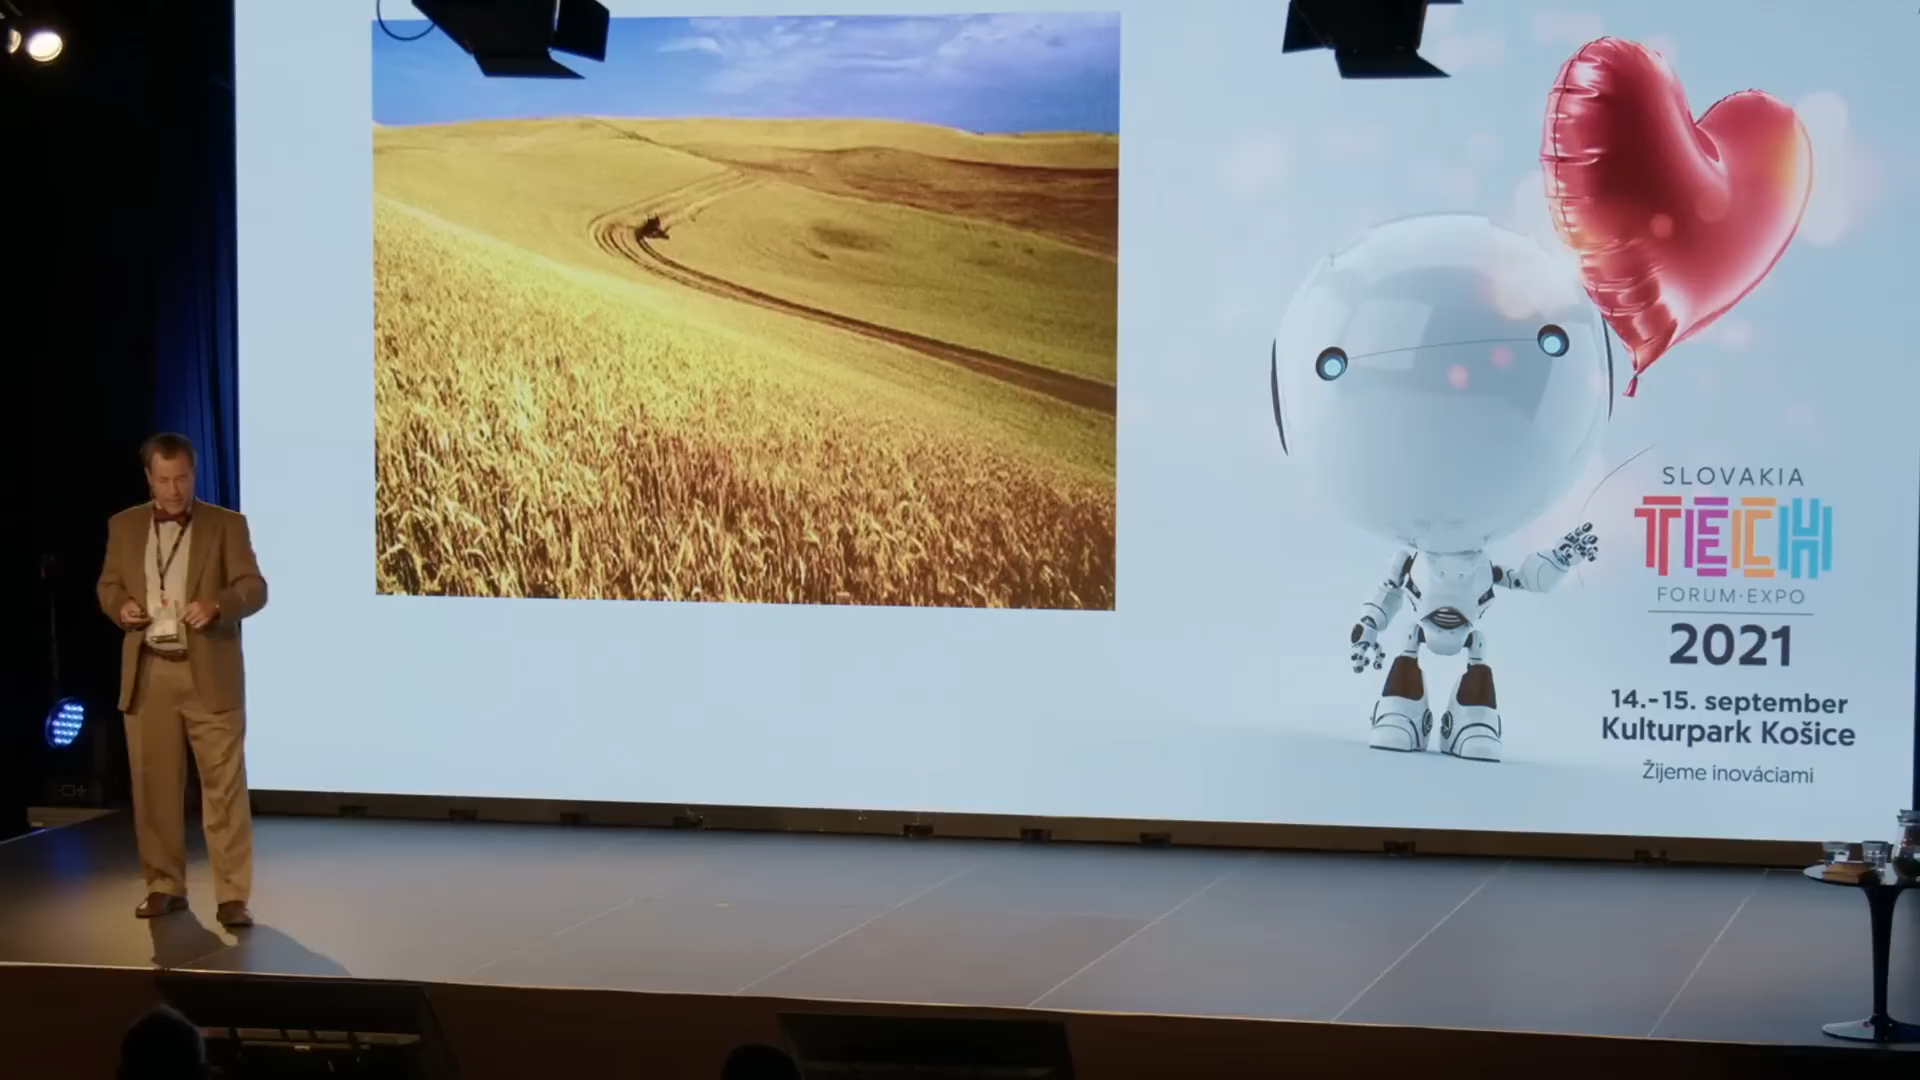 SLOVAKIA
TECH
FORUM·EXPO
2021
14.-15. september
Kulturpark Košice
Žijeme inováciami